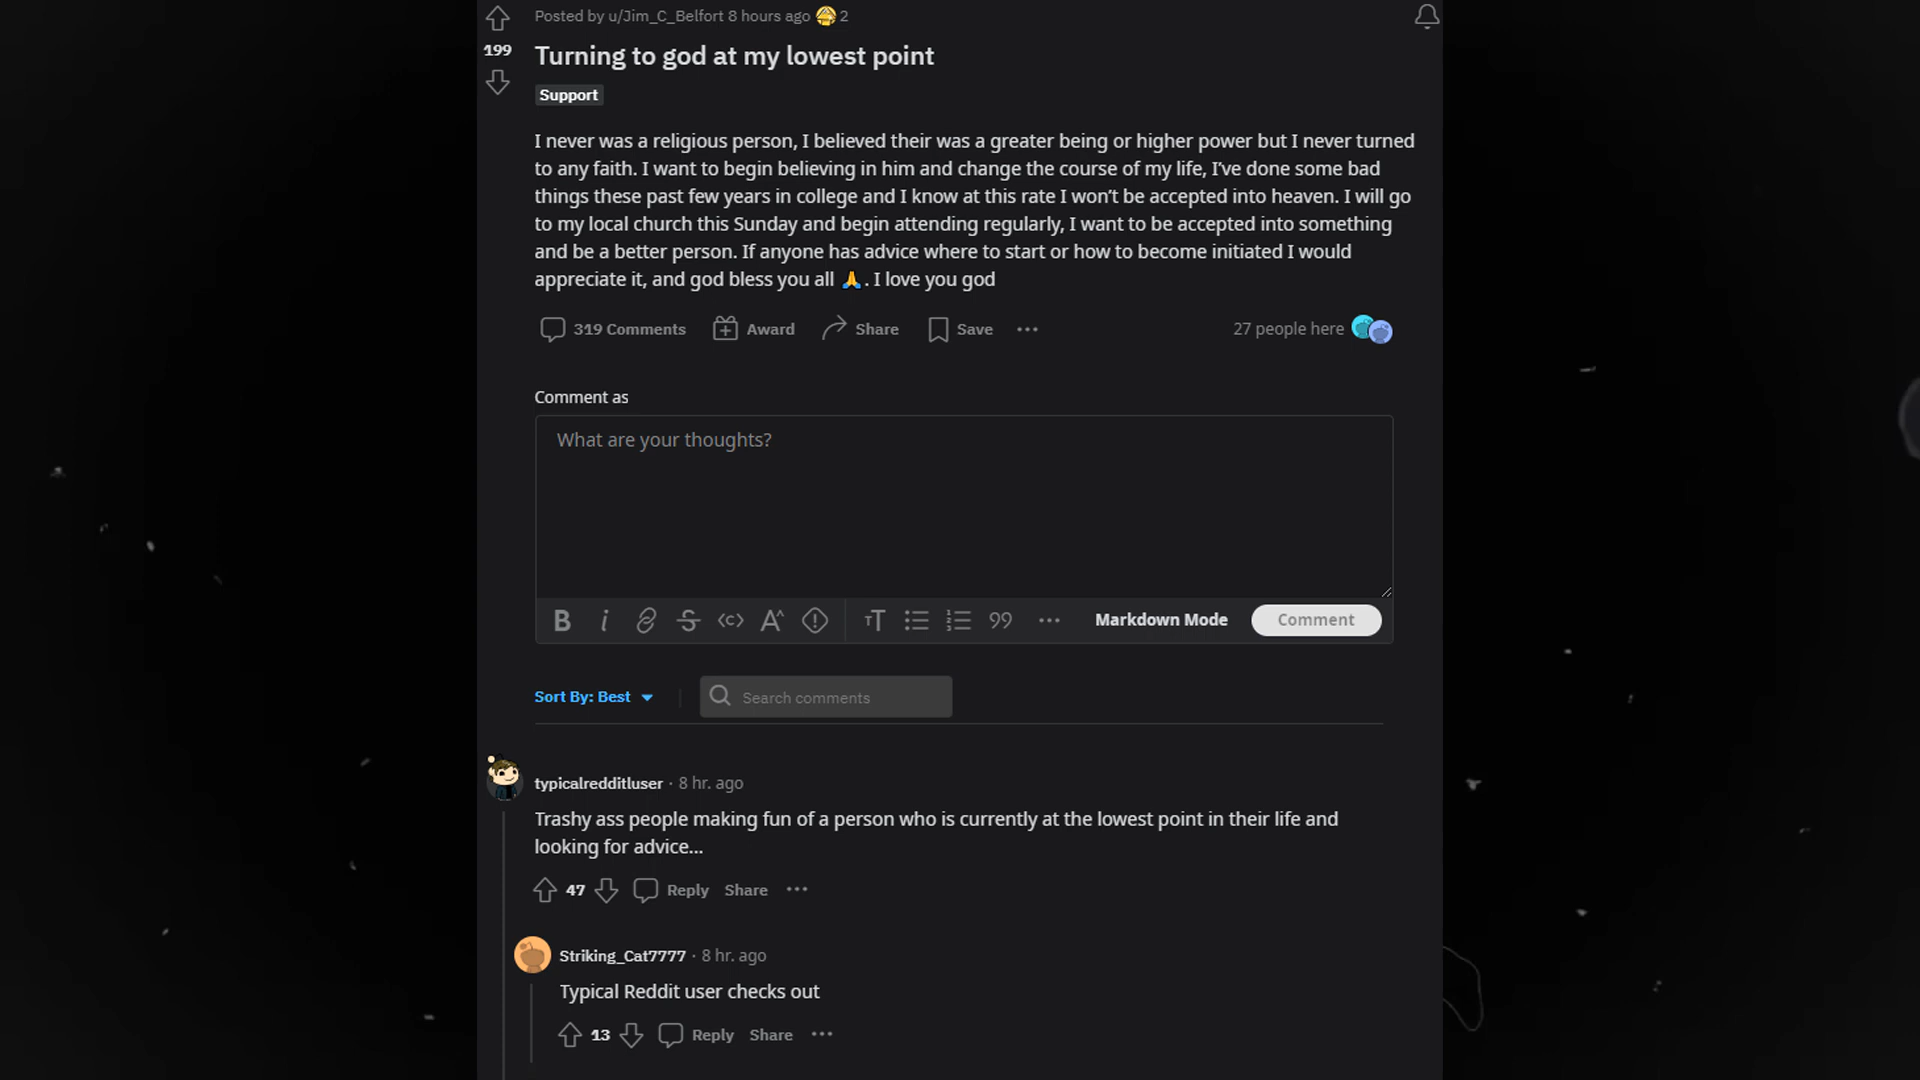 Posted by u/Jim_C_Belfort 8 hours ago 2
199
Turning to god at my lowest point
Support
I never was a religious person, I believed their was a greater being or higher power but I never turned
to any faith. I want to begin believing in him and change the course of my life, I’ve done some bad
things these past few years in college and I know at this rate I won’t be accepted into heaven. I will go
to my local church this Sunday and begin attending regularly, I want to be accepted into something
and be a better person. If anyone has advice where to start or how to become initiated I would
appreciate it, and god bless you all 🙏. I love you god
319 Comments Award Share Save ···
27 people here
Comment as
What are your thoughts?
Markdown Mode Comment
Sort By: Best
Search comments
typicalredditluser · 8 hr. ago
Trashy ass people making fun of a person who is currently at the lowest point in their life and
looking for advice...
47 Reply Share ···
Striking_Cat7777 · 8 hr. ago
Typical Reddit user checks out
13 Reply Share ···